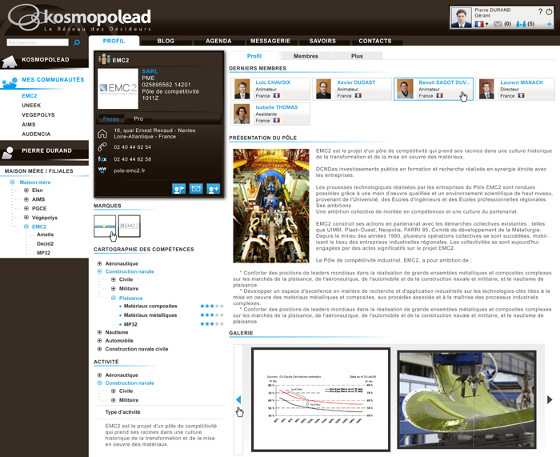 kosmopolead
Le Réseau des Décideurs
Pierre DURAND
Gérant
(0)
(5)
Rechercher
PROFIL
BLOG
AGENDA
MESSAGERIE
SAVOIRS
CONTACTS
KOSMOPOLEAD
MES COMMUNAUTÉS
EMC2
UNEEK
VEGEPOLYS
AIMS
AUDENCIA
PIERRE DURAND
MAISON MÈRE / FILIALES
Maison mère
Elan
AIMS
PGCE
Végépolys
EMC2
Ametis
Decid2
MP32
EMC2
SARL
PME
025895562 14201
Pôle de compétitivité
1011Z
EMC2
Perso
Pro
16, quai Ernest Renaud - Nantes
Loire-Atlantique - France
02 40 44 52 54
02 40 44 52 58
pole-emc2.fr
MARQUES
CARTOGRAPHIE DES COMPÉTENCES
Aéronautique
Construction navale
Civile
Militaire
Plaisance
Matériaux composites
Matériaux métalliques
MP32
Nautisme
Automobile
Construction navale civile
ACTIVITÉ
Aéronautique
Construction navale
Civile
Militaire
Type d'activité
EMC2 est le projet d'un pôle de compétitivité
qui prend ses racines dans une culture
historique de la transformation et de la mise
en oeuvre des matériaux.
Profil
Membres
Plus
DERNIERS MEMBRES
Loïc CHAVOIX
Animateur
France
Xavier DUGAST
Animateur
France
Benoit SAGOT DUV...
Animateur
France
Laurent MANACH
Directeur
France
Isabelle THOMAS
Assistante
France
PRÉSENTATION DU PÔLE
EMC2 est le projet d'un pôle de compétitivité qui prend ses racines dans une culture historique
de la transformation et de la mise en oeuvre des matériaux.
DCNDes investissements publics en formation et recherche réalisés en synergie étroite avec
les entreprises.
Les prouesses technologiques réalisées par les entreprises du Pôle EMC2 sont rendues
possibles grâce à une main d'oeuvre qualifiée et un environnement scientifique de haut niveau,
provenant de l'Université, des Ecoles d'Ingénieurs et des Ecoles professionnelles régionales.
Ses ambitions
Une ambition collective de montée en compétences et une culture du partenariat
EMC2 construit ses actions en partenariat avec les démarches collectives existantes : telles
que UIMM, Plasti-Ouest, Neopolia, PARRI 95, Comité de développement de la Métallurgie.
Depuis le milieu des années 1990, plusieurs opérations collectives se sont succédées, mobi-
lisant le tissu des entreprises industrielles régionales. Les collectivités se sont aujourd'hui
engagées par des actes significatifs sur le projet EMC2.
Le Pôle de compétitivité industriel, EMC2, a pour ambition de :
* Conforter des positions de leaders mondiaux dans la réalisation de grands ensembles métalliques et composites complexes
sur les marchés de la plaisance, de l'aéronautique, de l'automobile et de la construction navale et militaire, et le nautisme de
plaisance.
* Développer un espace d'excellence en matière de recherche et d'application industrielle sur les technologies-clés liées à la
mise en oeuvre des matériaux métalliques et composites, aux procédés associés et à la maîtrise des processus industriels
complexes.
* Conforter des positions de leaders mondiaux dans la réalisation de grands ensembles métalliques et composites complexes
sur les marchés de la plaisance, de l'aéronautique, de l'automobile et de la construction navale et militaire, et le nautisme de
plaisance
GALERIE